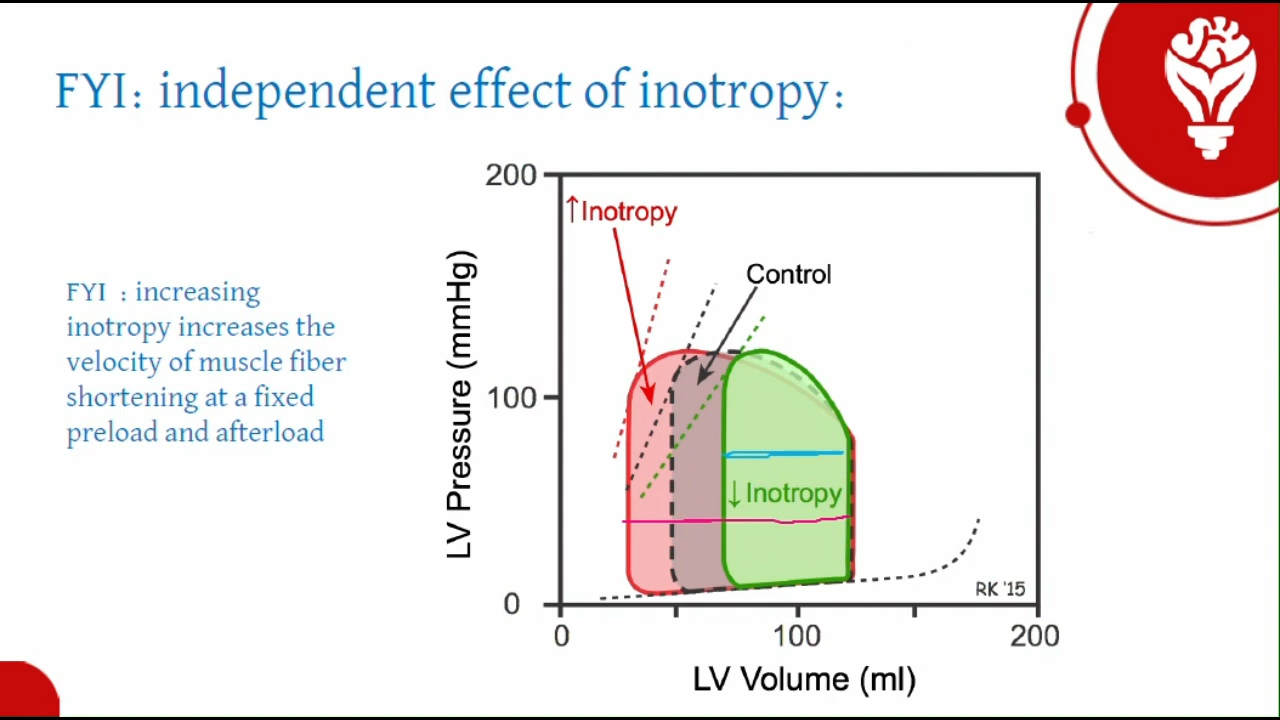 FYI: independent effect of inotropy:
FYI : increasing
inotropy increases the
velocity of muscle fiber
shortening at a fixed
preload and afterload
200
↑Inotropy
Control
LV Pressure (mmHg)
100
↓Inotropy
RK '15
0
0
100
200
LV Volume (ml)